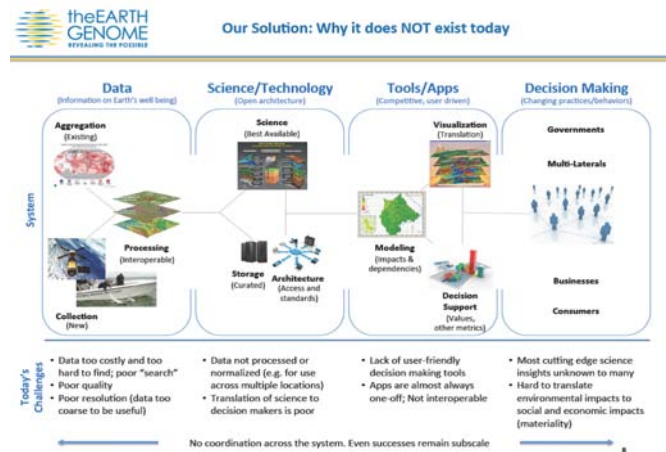 theEARTH
GENOME
REVEALING THE POSSIBLE
Our Solution: Why it does NOT exist today
Data
(Information on Earth's well being)
Science/Technology
(Open architecture)
Tools/Apps
(Competitive, user driven)
Decision Making
(Changing practices/behaviors)
System
Aggregation
(Existing)
Processing
(Interoperable)
Collection
(New)
Science
(Best Available)
Storage
(Curated)
Architecture
(Access and
standards)
Visualization
(Translation)
Modeling
(Impacts &
dependencies)
Decision
Support
(Values,
other metrics)
Governments
Multi-Laterals
Businesses
Consumers
Today's
Challenges
• Data too costly and too
hard to find; poor "search"
• Poor quality
• Poor resolution (data too
coarse to be useful)
• Data not processed or
normalized (e.g. for use
across multiple locations)
• Translation of science to
decision makers is poor
• Lack of user-friendly
decision making tools
• Apps are almost always
one-off; Not interoperable
• Most cutting edge science
insights unknown to many
• Hard to translate
environmental impacts to
social and economic impacts
(materiality)
No coordination across the system. Even successes remain subscale
8